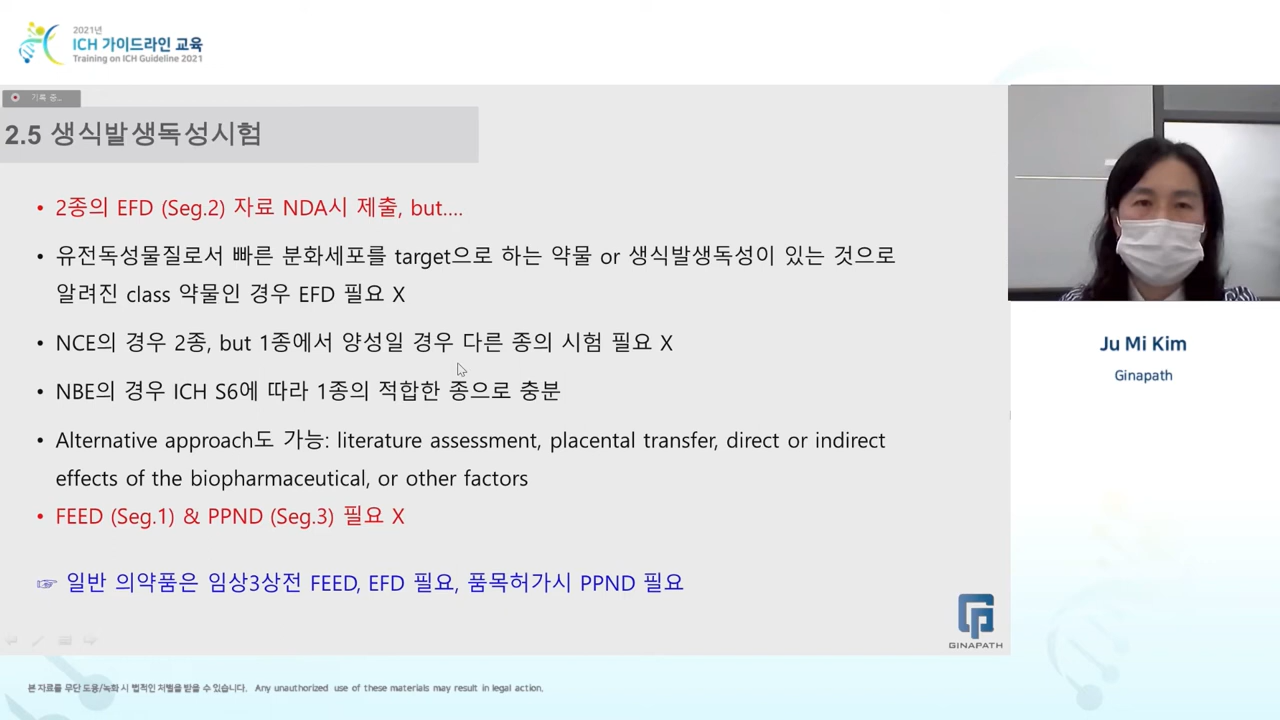 2021년
ICH 가이드라인 교육
Training on ICH Guideline 2021
기록 중...
2.5 생식발생독성시험
• 2종의 EFD (Seg.2) 자료 NDA시 제출, but....
• 유전독성물질로서 빠른 분화세포를 target으로 하는 약물 or 생식발생독성이 있는 것으로
알려진 class 약물인 경우 EFD 필요 X
• NCE의 경우 2종, but 1종에서 양성일 경우 다른 종의 시험 필요 X
• NBE의 경우 ICH S6에 따라 1종의 적합한 종으로 충분
• Alternative approach도 가능: literature assessment, placental transfer, direct or indirect
effects of the biopharmaceutical, or other factors
• FEED (Seg.1) & PPND (Seg.3) 필요 X
☞ 일반 의약품은 임상3상전 FEED, EFD 필요, 품목허가시 PPND 필요
GINAPATH
Ju Mi Kim
Ginapath
본 자료를 무단 도용/녹화 시 법적인 처벌을 받을 수 있습니다. Any unauthorized use of these materials may result in legal action.